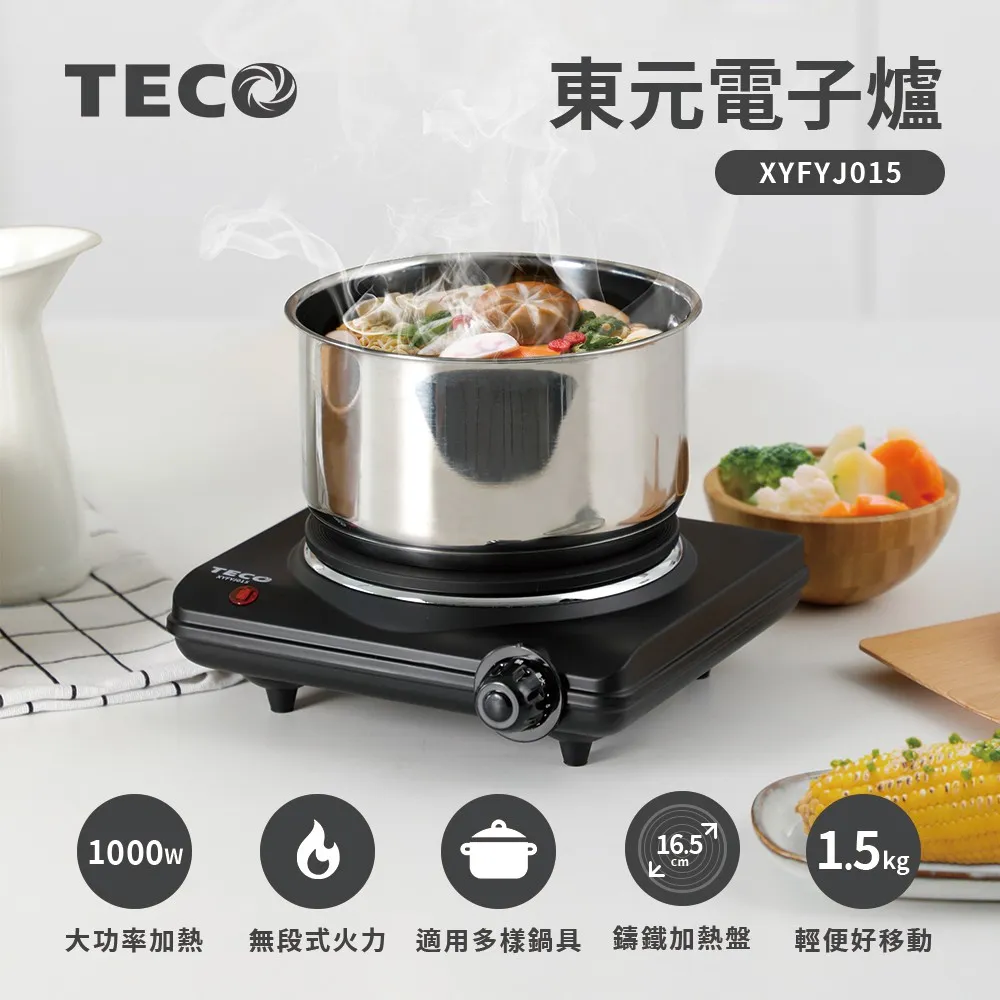 TECO
東元電子爐
XYFYJ015
TECO
XYFYJ015
1000W
大功率加熱
無段式火力
適用多樣鍋具
16.5
cm
鑄鐵加熱盤
1.5kg
輕便好移動